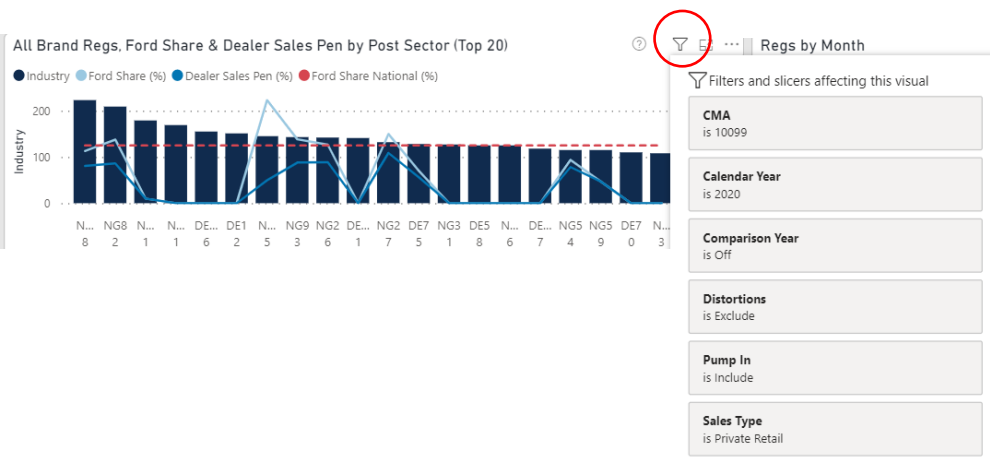 All Brand Regs, Ford Share & Dealer Sales Pen by Post Sector (Top 20)
Regs by Month
Industry Ford Share (%) Dealer Sales Pen (%) Ford Share National (%)
Industry
200
100
0
N... NG8 N... N... DE... DE1 N... NG9 NG2 DE... NG2 DE7 NG3 DE5 N... DE... NG5 NG5 DE7 N...
8 2 1 1 6 2 5 3 6 1 7 5 1 8 6 7 4 9 0 3
Filters and slicers affecting this visual
CMA
is 10099
Calendar Year
is 2020
Comparison Year
is Off
Distortions
is Exclude
Pump In
is Include
Sales Type
is Private Retail